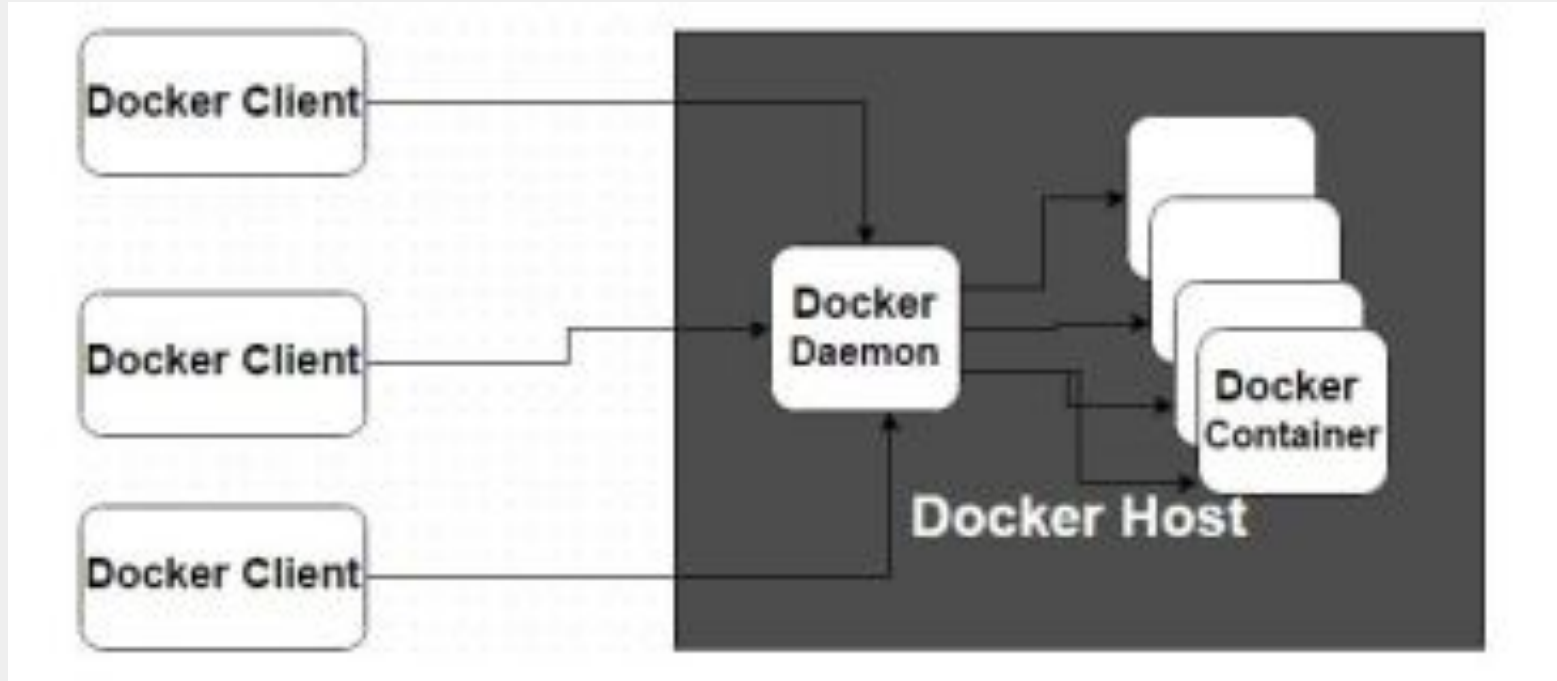 Docker Client
Docker Client
Docker Client
Docker
Daemon
Docker
Container
Docker Host